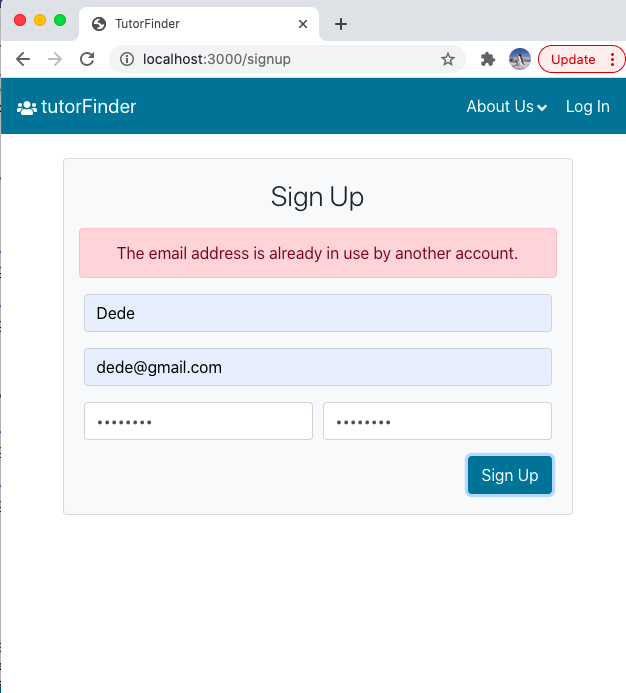 TutorFinder
localhost:3000/signup
Update
tutorFinder
About Us
Log In
Sign Up
The email address is already in use by another account.
Dede
dede@gmail.com
•••••••• ••••••••
Sign Up